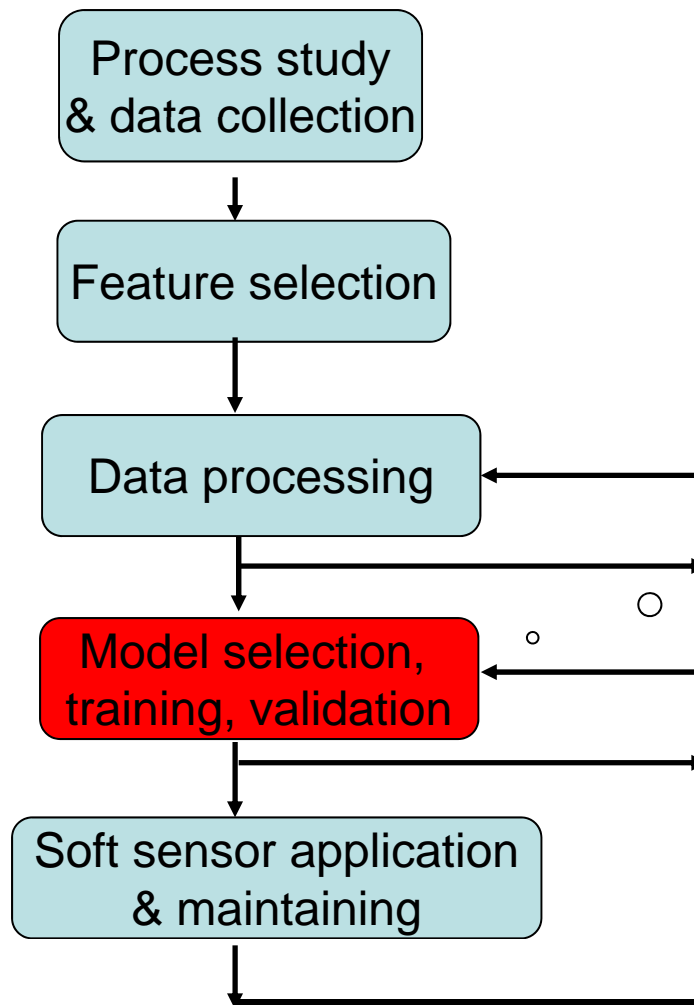 Process study
& data collection
Feature selection
Data processing
Model selection,
training, validation
Soft sensor application
& maintaining